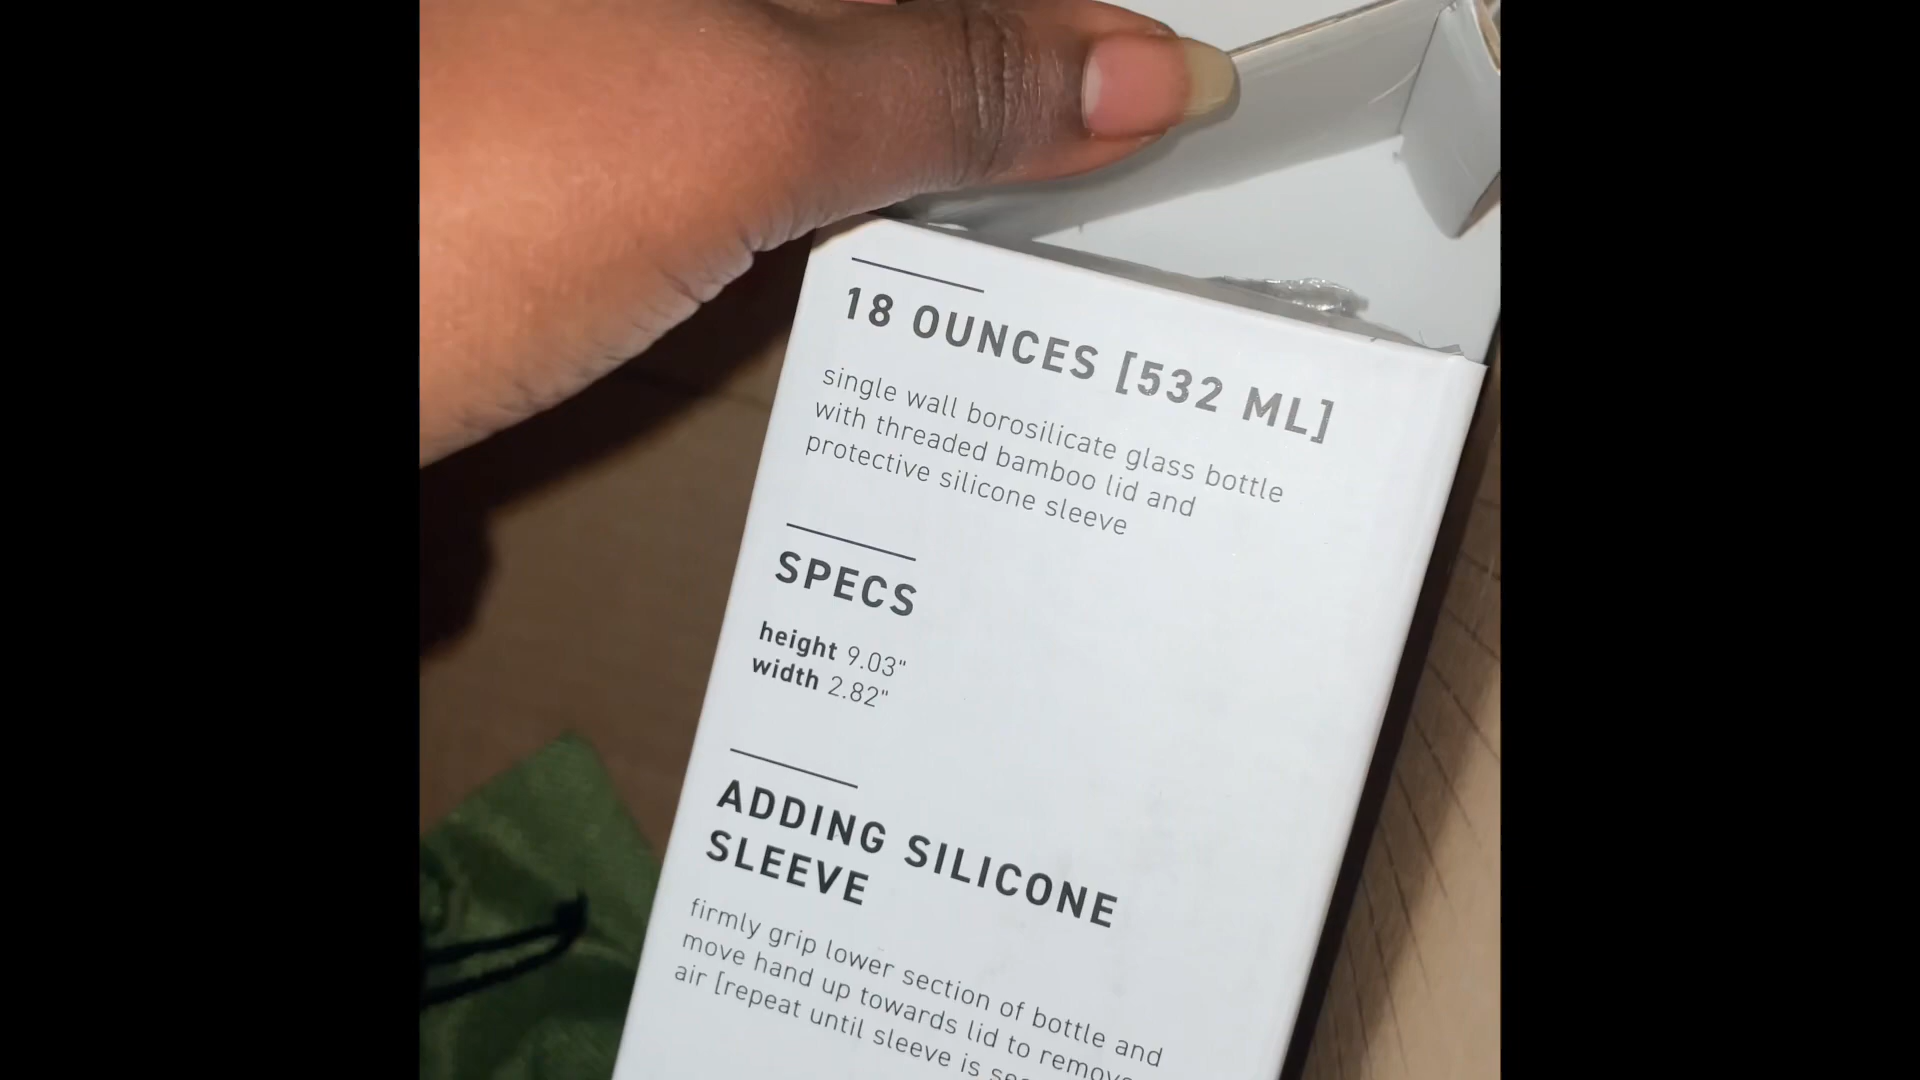 18 OUNCES [532 ML]
single wall borosilicate glass bottle
with threaded bamboo lid and
protective silicone sleeve
SPECS
height 9.03"
width 2.82"
ADDING SILICONE
SLEEVE
firmly grip lower section of bottle and
move hand up towards lid to remove
air [repeat until sleeve is